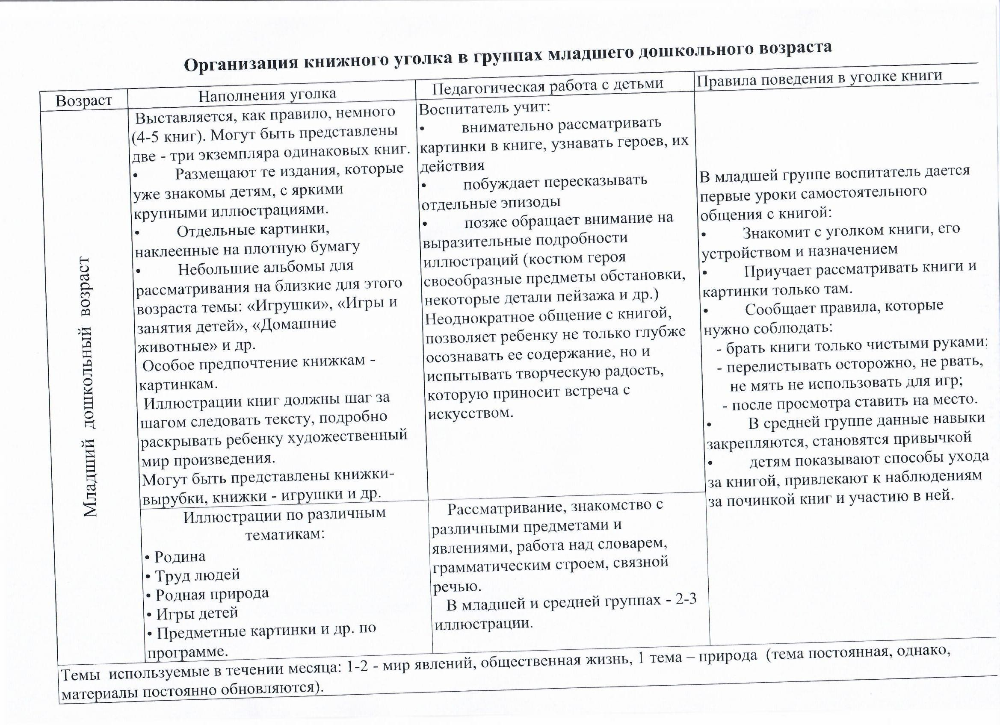 Организация книжного уголка в группах младшего дошкольного возраста
Возраст
Наполнения уголка
Педагогическая работа с детьми
Правила поведения в уголке книги
Младший дошкольный возраст
Выставляется, как правило, немного
(4-5 книг). Могут быть представлены
две - три экземпляра одинаковых книг.
• Размещают те издания, которые
уже знакомы детям, с яркими
крупными иллюстрациями.
• Отдельные картинки,
наклеенные на плотную бумагу
• Небольшие альбомы для
рассматривания на близкие для этого
возраста темы: «Игрушки», «Игры и
занятия детей», «Домашние
животные» и др.
Особое предпочтение книжкам -
картинкам.
Иллюстрации книг должны шаг за
шагом следовать тексту, подробно
раскрывать ребенку художественный
мир произведения.
Могут быть представлены книжки-
вырубки, книжки - игрушки и др.
Воспитатель учит:
• внимательно рассматривать
картинки в книге, узнавать героев, их
действия
• побуждает пересказывать
отдельные эпизоды
• позже обращает внимание на
выразительные подробности
иллюстраций (костюм героя
своеобразные предметы обстановки,
некоторые детали пейзажа и др.)
Неоднократное общение с книгой,
позволяет ребенку не только глубже
осознавать ее содержание, но и
испытывать творческую радость,
которую приносит встреча с
искусством.
В младшей группе воспитатель дается
первые уроки самостоятельного
общения с книгой:
• Знакомит с уголком книги, его
устройством и назначением
• Приучает рассматривать книги и
картинки только там.
• Сообщает правила, которые
нужно соблюдать:
- брать книги только чистыми руками:
- перелистывать осторожно, не рвать,
не мять не использовать для игр;
- после просмотра ставить на место.
• В средней группе данные навыки
закрепляются, становятся привычкой
• детям показывают способы ухода
за книгой, привлекают к наблюдениям
за починкой книг и участию в ней.
Иллюстрации по различным
тематикам:
• Родина
• Труд людей
• Родная природа
• Игры детей
• Предметные картинки и др. по
программе.
Рассматривание, знакомство с
различными предметами и
явлениями, работа над словарем,
грамматическим строем, связной
речью.
В младшей и средней группах - 2-3
иллюстрации.
Темы используемые в течении месяца: 1-2 - мир явлений, общественная жизнь, 1 тема – природа (тема постоянная, однако,
материалы постоянно обновляются).